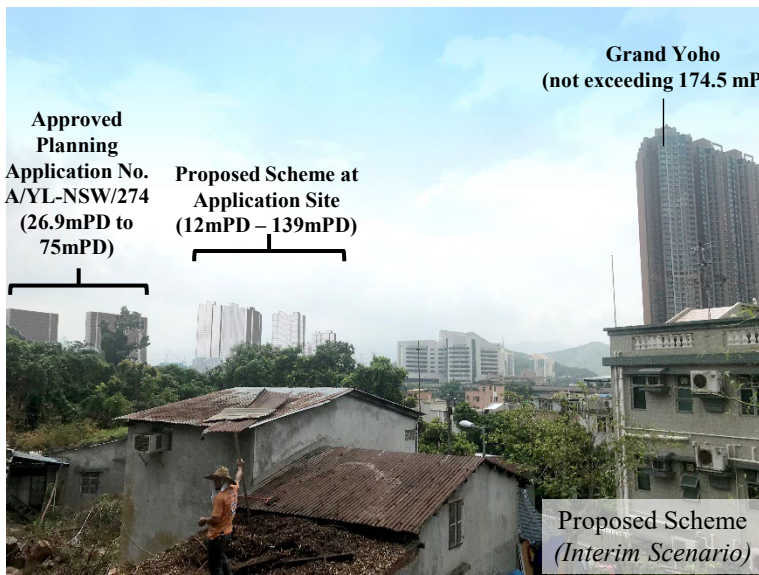 Approved
Planning
Application No.
A/YL-NSW/274
(26.9mPD to
75mPD)
Proposed Scheme at
Application Site
(12mPD – 139mPD)
Grand Yoho
(not exceeding 174.5 mP
Proposed Scheme
(Interim Scenario)